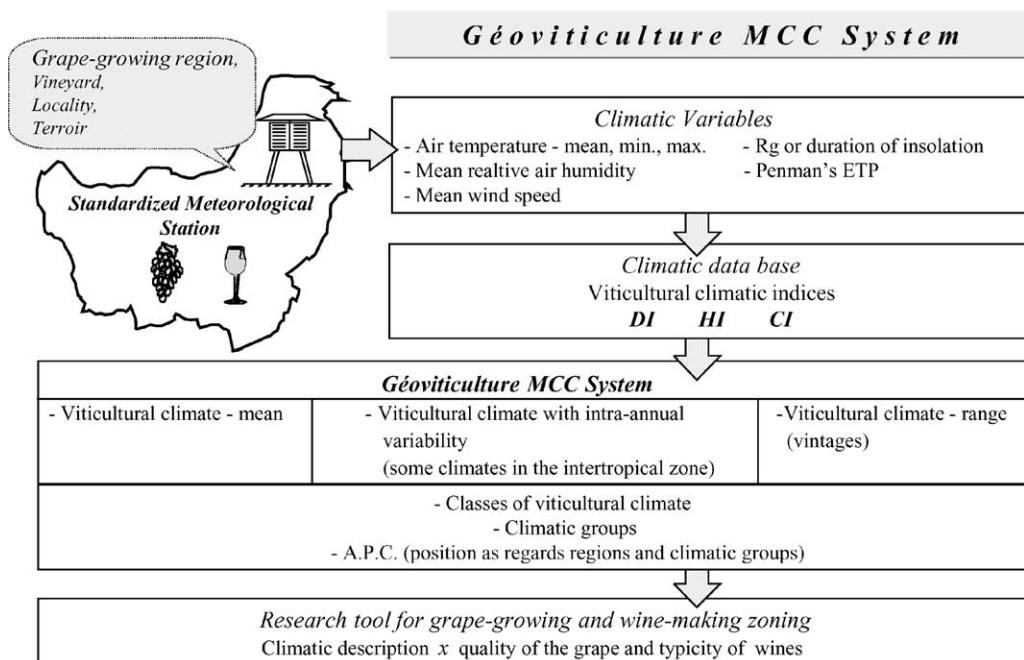 Géoviticulture MCC System
Grape-growing region,
Vineyard,
Locality,
Terroir
Standardized Meteorological
Station
Climatic Variables
- Air temperature - mean, min., max.
- Mean realtive air humidity
- Mean wind speed
- Rg or duration of insolation
- Penman's ETP
Climatic data base
Viticultural climatic indices
DI HI CI
Géoviticulture MCC System
- Viticultural climate - mean
- Viticultural climate with intra-annual
variability
(some climates in the intertropical zone)
-Viticultural climate - range
(vintages)
- Classes of viticultural climate
- Climatic groups
- A.P.C. (position as regards regions and climatic groups)
Research tool for grape-growing and wine-making zoning
Climatic description x quality of the grape and typicity of wines